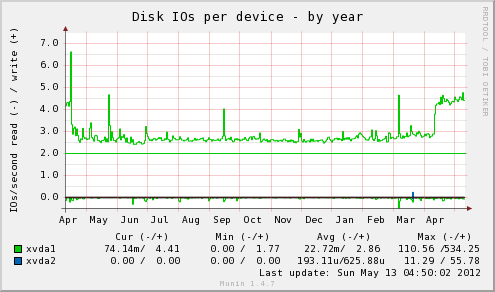 Disk IOs per device - by year
RRDTOOL / TOBI OETIKER
IOs/second read (-) / write (+)
7.0
6.0
5.0
4.0
3.0
2.0
1.0
0.0
Apr May Jun Jul Aug Sep Oct Nov Dec Jan Feb Mar Apr
Cur (-/+) Min (-/+) Avg (-/+) Max (-/+)
xvda1 74.14m/ 4.41 0.00 / 1.77 22.72m/ 2.86 110.56 /534.25
xvda2 0.00 / 0.00 0.00 / 0.00 193.11u/625.88u 11.29 / 55.78
Last update: Sun May 13 04:50:02 2012
Munin 1.4.7